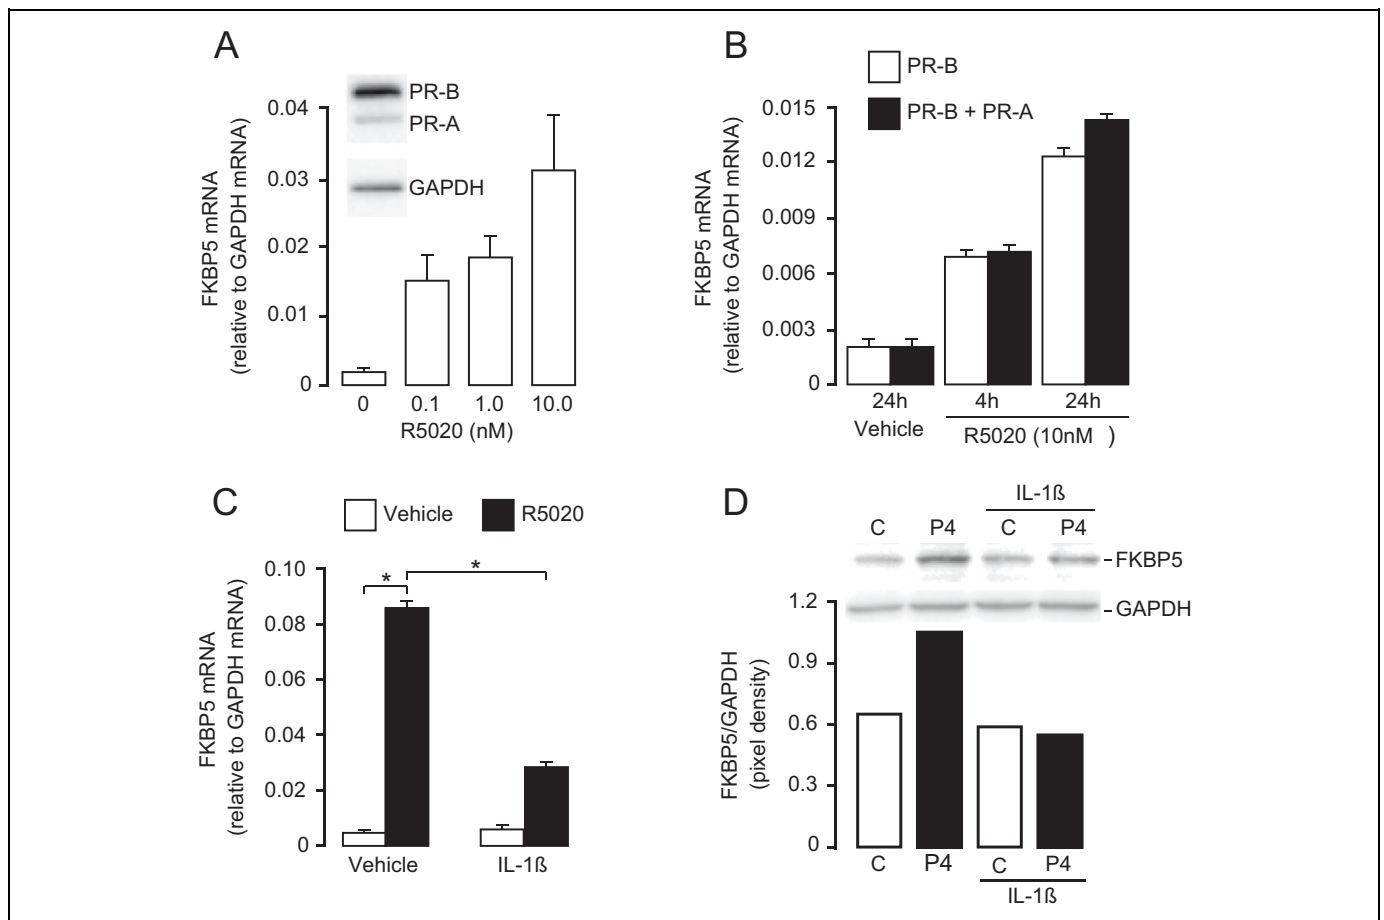 A
PR-B
PR-A
GAPDH
FKBP5 mRNA
(relative to GAPDH mRNA)
0.04
0.03
0.02
0.01
0
0 0.1 1.0 10.0
R5020 (nM)
B
PR-B
PR-B + PR-A
FKBP5 mRNA
(relative to GAPDH mRNA)
0.015
0.012
0.009
0.006
0.003
0
24h 4h 24h
Vehicle R5020 (10nM )
C
Vehicle R5020
FKBP5 mRNA
(relative to GAPDH mRNA)
0.10
0.08
0.06
0.04
0.02
0
* *
Vehicle IL-1ß
D
IL-1ß
C P4 C P4
-FKBP5
-GAPDH
FKBP5/GAPDH
(pixel density)
1.2
0.9
0.6
0.3
0
C P4 C P4
IL-1ß